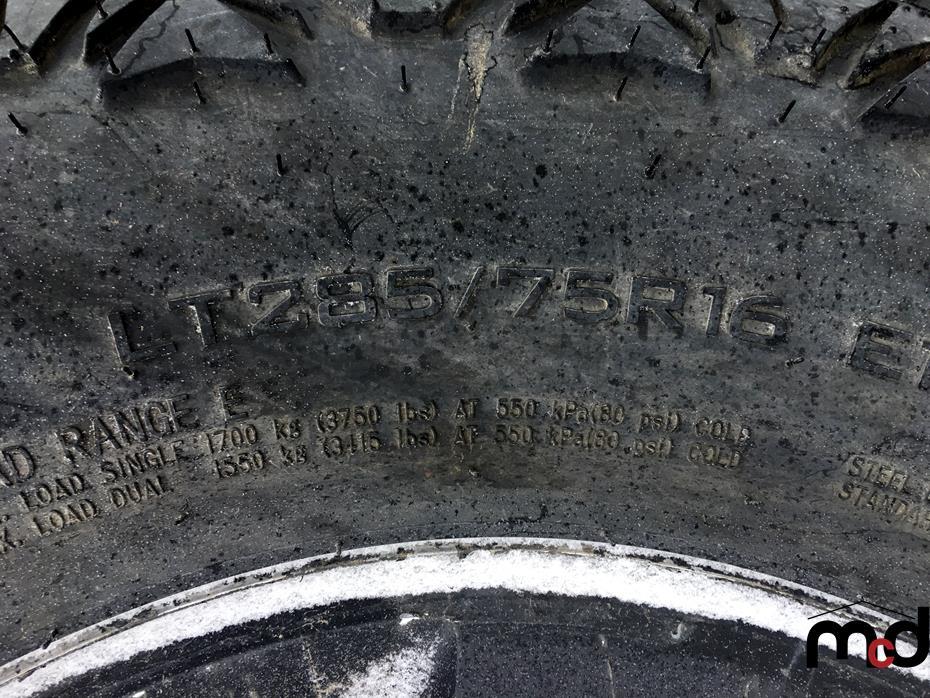 LT285/75R16
AD RANGE E
LOAD SINGLE 1700 kg (3750 lbs) AT 550 kPa(80 psi) COLD
X. LOAD DUAL 1550 kg (3415 lbs) AT 550 kPa(80 psi) COLD
STEEL
STANDA
mcd